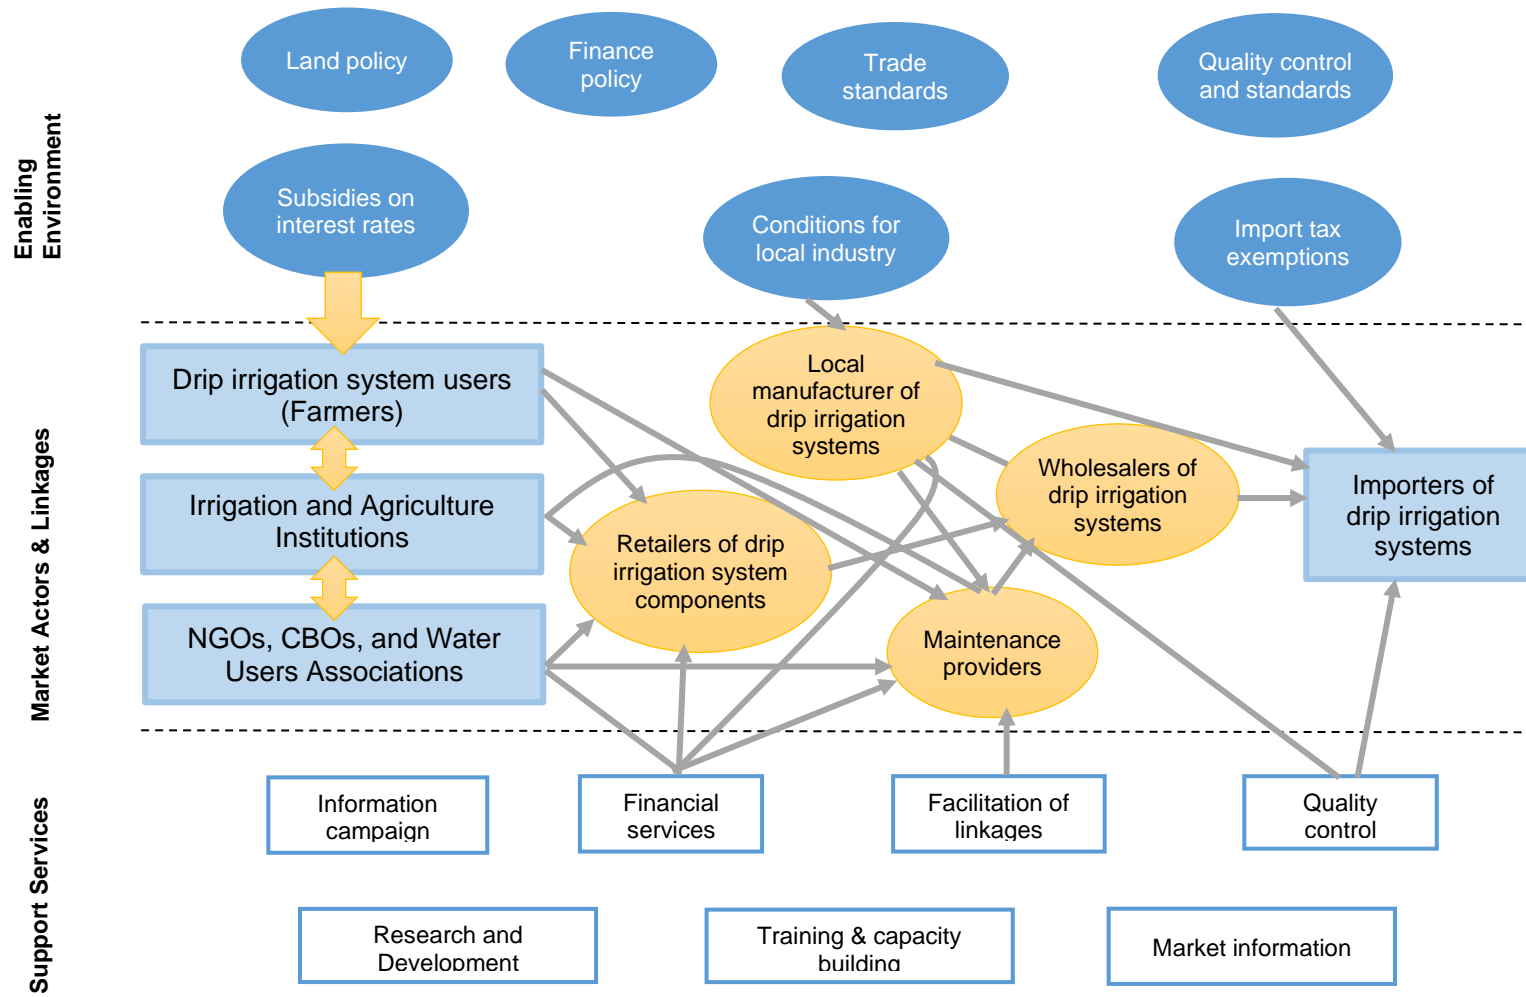 Enabling
Environment
Land policy
Finance
policy
Trade
standards
Quality control
and standards
Subsidies on
interest rates
Conditions for
local industry
Import tax
exemptions
Market Actors & Linkages
Drip irrigation system users
(Farmers)
Local
manufacturer of
drip irrigation
systems
Wholesalers of
drip irrigation
systems
Importers of
drip irrigation
systems
Irrigation and Agriculture
Institutions
Retailers of drip
irrigation system
components
NGOs, CBOs, and Water
Users Associations
Maintenance
providers
Support Services
Information
campaign
Financial
services
Facilitation of
linkages
Quality
control
Research and
Development
Training & capacity
building
Market information